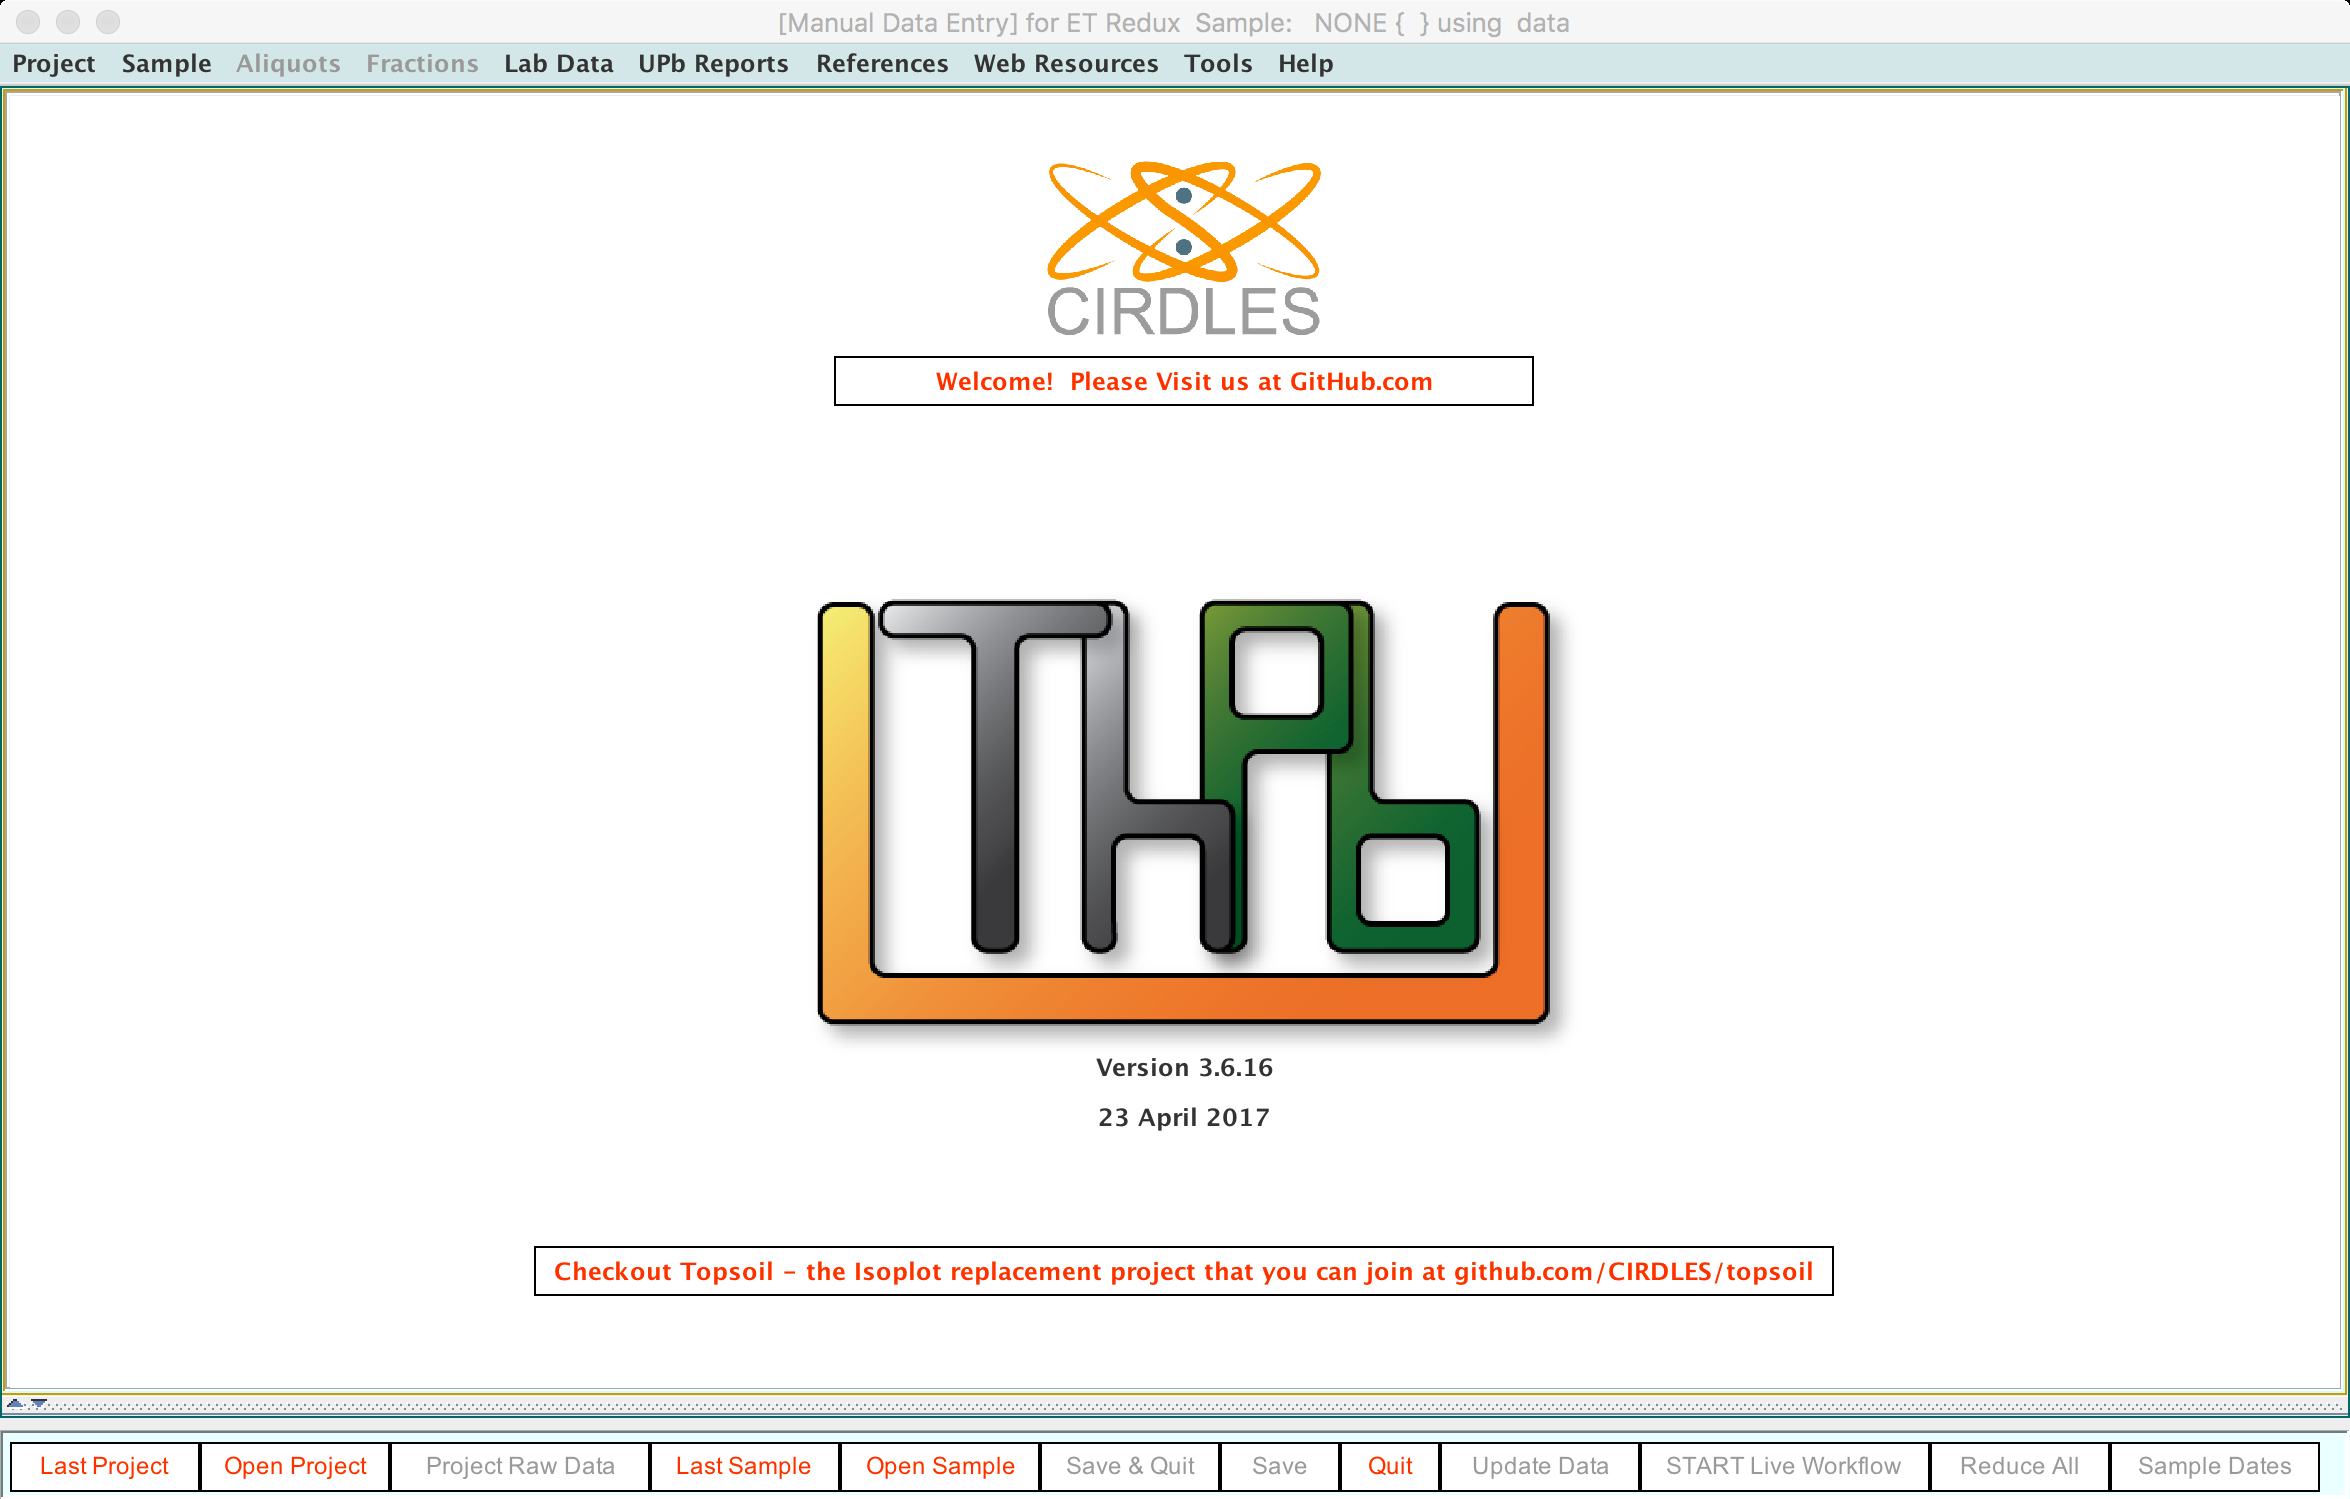 [Manual Data Entry] for ET Redux  Sample:   NONE {  } using  data
Project Sample Aliquots Fractions Lab Data UPb Reports References Web Resources Tools Help
CIRDLES
Welcome!  Please Visit us at GitHub.com
U Th Pb
Version 3.6.16
23 April 2017
Checkout Topsoil – the Isoplot replacement project that you can join at github.com/CIRDLES/topsoil
Last Project Open Project Project Raw Data Last Sample Open Sample Save & Quit Save Quit Update Data START Live Workflow Reduce All Sample Dates